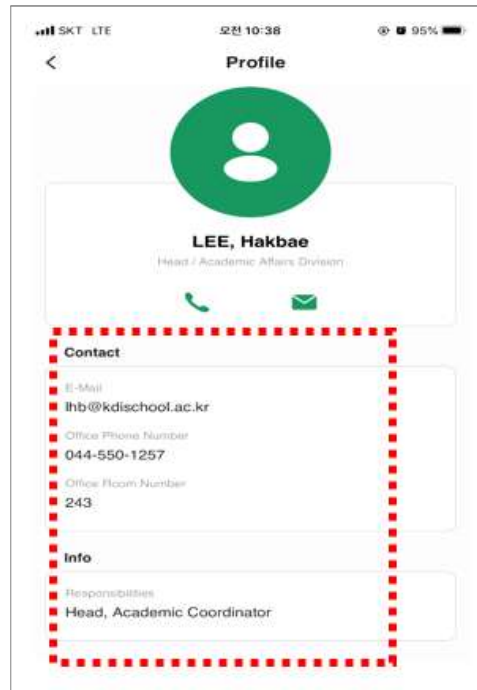 SKT LTE 오전 10:38 95%
Profile
LEE, Hakbae
Head / Academic Affairs Division
Contact
E-Mail
lhb@kdischool.ac.kr
Office Phone Number
044-550-1257
Office Room Number
243
Info
Responsibilities
Head, Academic Coordinator